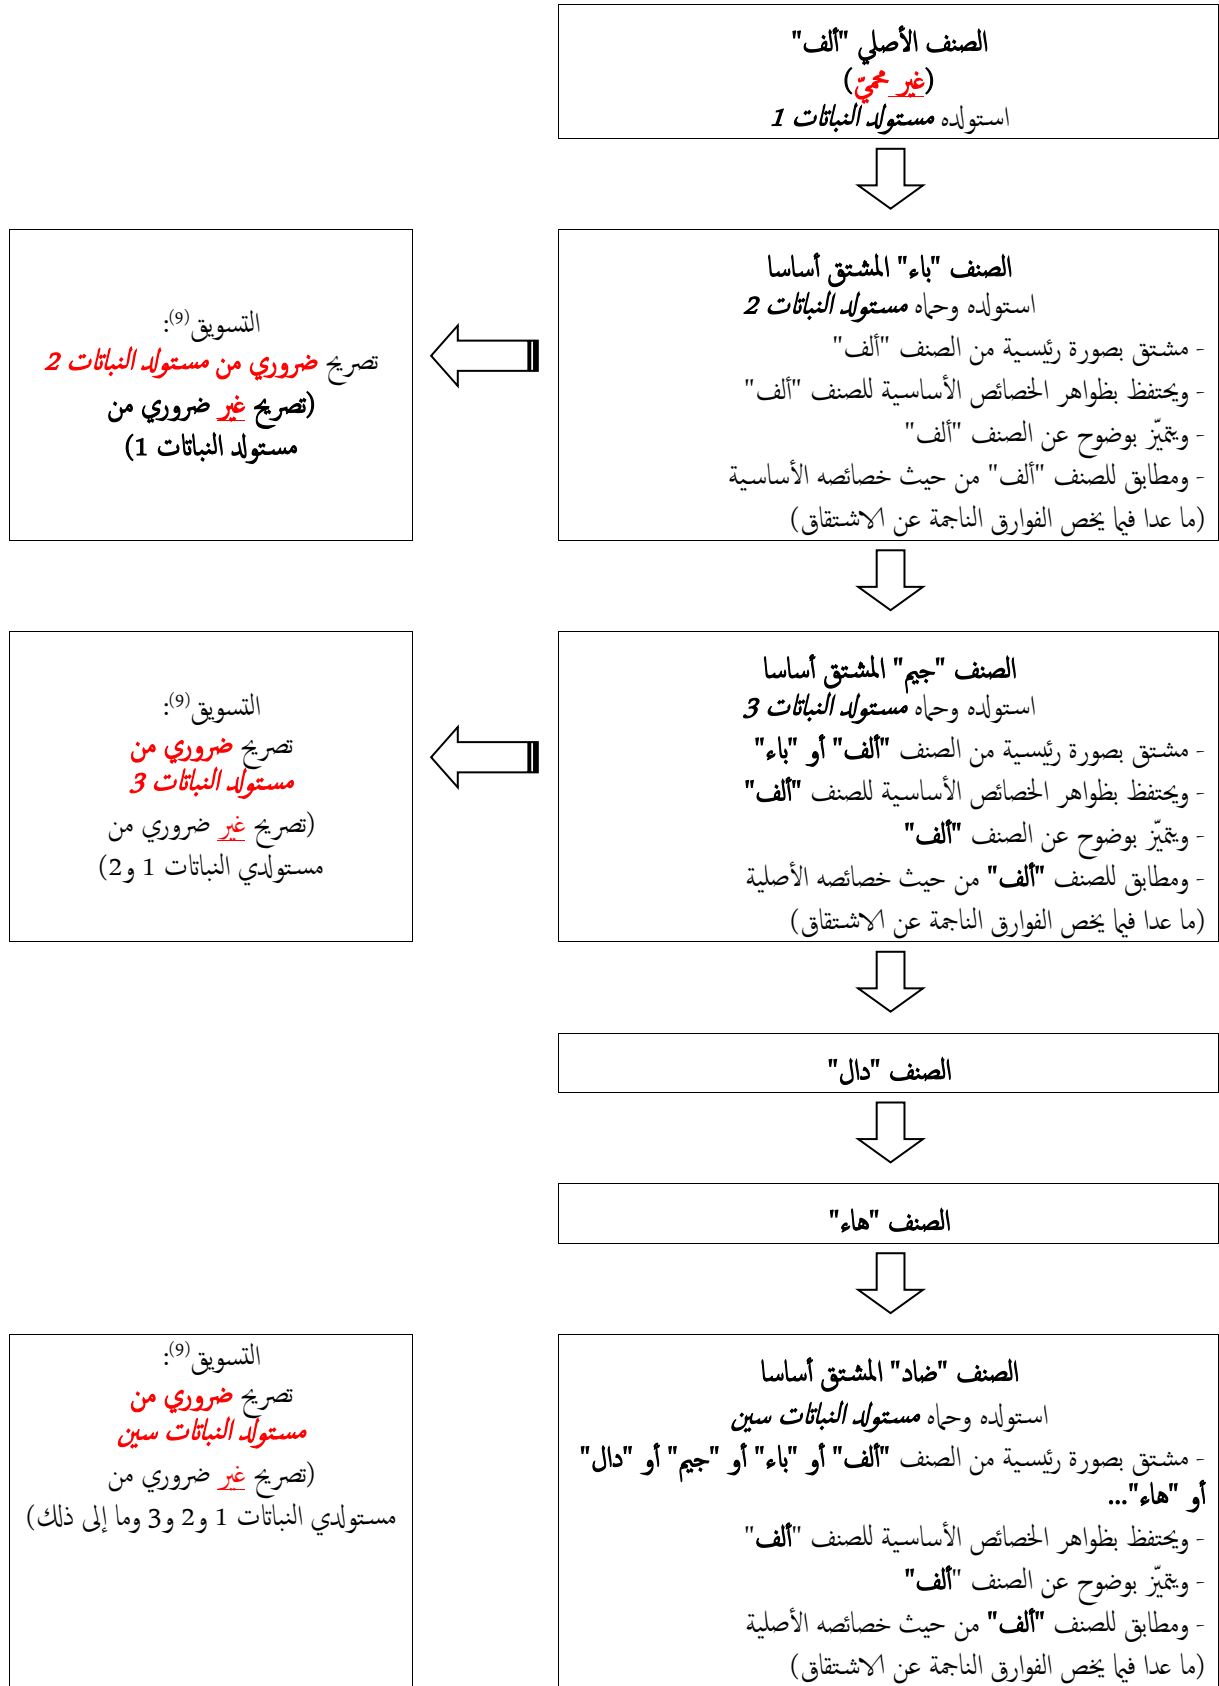 الصنف الأصلي "ألف"
(غير محميّ)
استولده مستولد النباتات 1
الصنف "باء" المشتق أساسا
استولده وحماه مستولد النباتات 2
- مشتق بصورة رئيسية من الصنف "ألف"
- ويحتفظ بظواهر الخصائص الأساسية للصنف "ألف"
- ويتميّز بوضوح عن الصنف "ألف"
- ومطابق للصنف "ألف" من حيث خصائصه الأساسية
(ما عدا فيما يخص الفوارق الناجمة عن الاشتقاق)
التسويق(9):
تصريح ضروري من مستولد النباتات 2
(تصريح غير ضروري من
مستولد النباتات 1)
الصنف "جيم" المشتق أساسا
استولده وحماه مستولد النباتات 3
- مشتق بصورة رئيسية من الصنف "ألف" أو "باء"
- ويحتفظ بظواهر الخصائص الأساسية للصنف "ألف"
- ويتميّز بوضوح عن الصنف "ألف"
- ومطابق للصنف "ألف" من حيث خصائصه الأصلية
(ما عدا فيما يخص الفوارق الناجمة عن الاشتقاق)
التسويق(9):
تصريح ضروري من
مستولد النباتات 3
(تصريح غير ضروري من
مستولدي النباتات 1 و2)
الصنف "دال"
الصنف "هاء"
الصنف "ضاد" المشتق أساسا
استولده وحماه مستولد النباتات سين
- مشتق بصورة رئيسية من الصنف "ألف" أو "باء" أو "جيم" أو "دال"
أو "هاء"...
- ويحتفظ بظواهر الخصائص الأساسية للصنف "ألف"
- ويتميّز بوضوح عن الصنف "ألف"
- ومطابق للصنف "ألف" من حيث خصائصه الأصلية
(ما عدا فيما يخص الفوارق الناجمة عن الاشتقاق)
التسويق(9):
تصريح ضروري من
مستولد النباتات سين
(تصريح غير ضروري من
مستولدي النباتات 1 و2 و3 وما إلى ذلك)